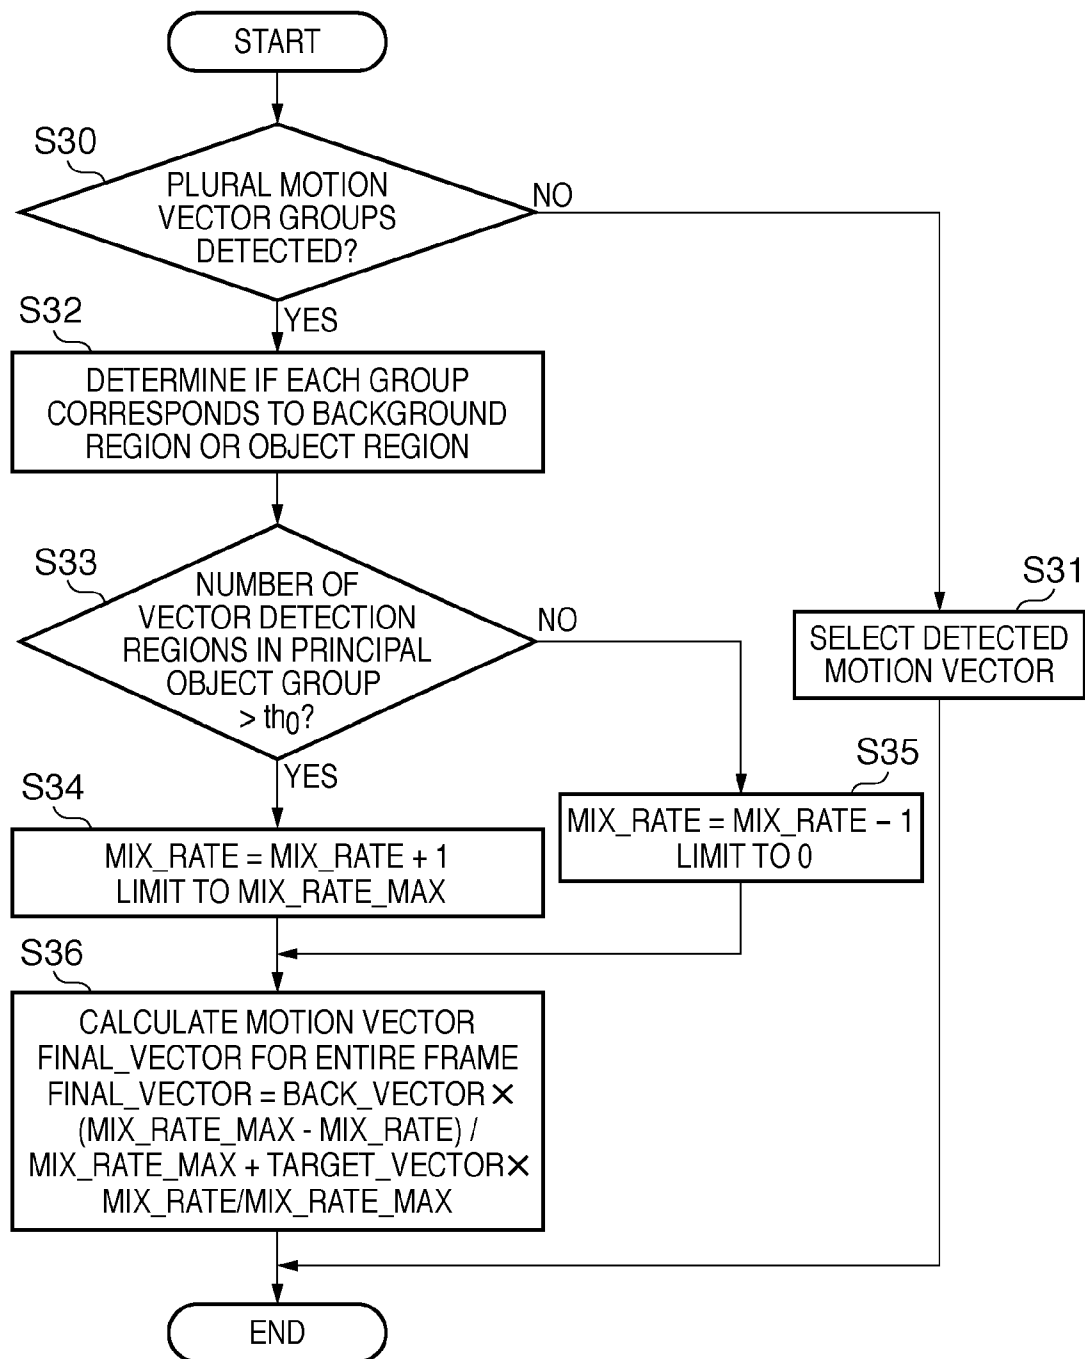 START
S30
PLURAL MOTION
VECTOR GROUPS
DETECTED?
NO
YES
S32
DETERMINE IF EACH GROUP
CORRESPONDS TO BACKGROUND
REGION OR OBJECT REGION
S33
NUMBER OF
VECTOR DETECTION
REGIONS IN PRINCIPAL
OBJECT GROUP
> th0?
NO
YES
S31
SELECT DETECTED
MOTION VECTOR
S34
MIX_RATE = MIX_RATE + 1
LIMIT TO MIX_RATE_MAX
S35
MIX_RATE = MIX_RATE − 1
LIMIT TO 0
S36
CALCULATE MOTION VECTOR
FINAL_VECTOR FOR ENTIRE FRAME
FINAL_VECTOR = BACK_VECTOR ×
(MIX_RATE_MAX - MIX_RATE) /
MIX_RATE_MAX + TARGET_VECTOR ×
MIX_RATE/MIX_RATE_MAX
END